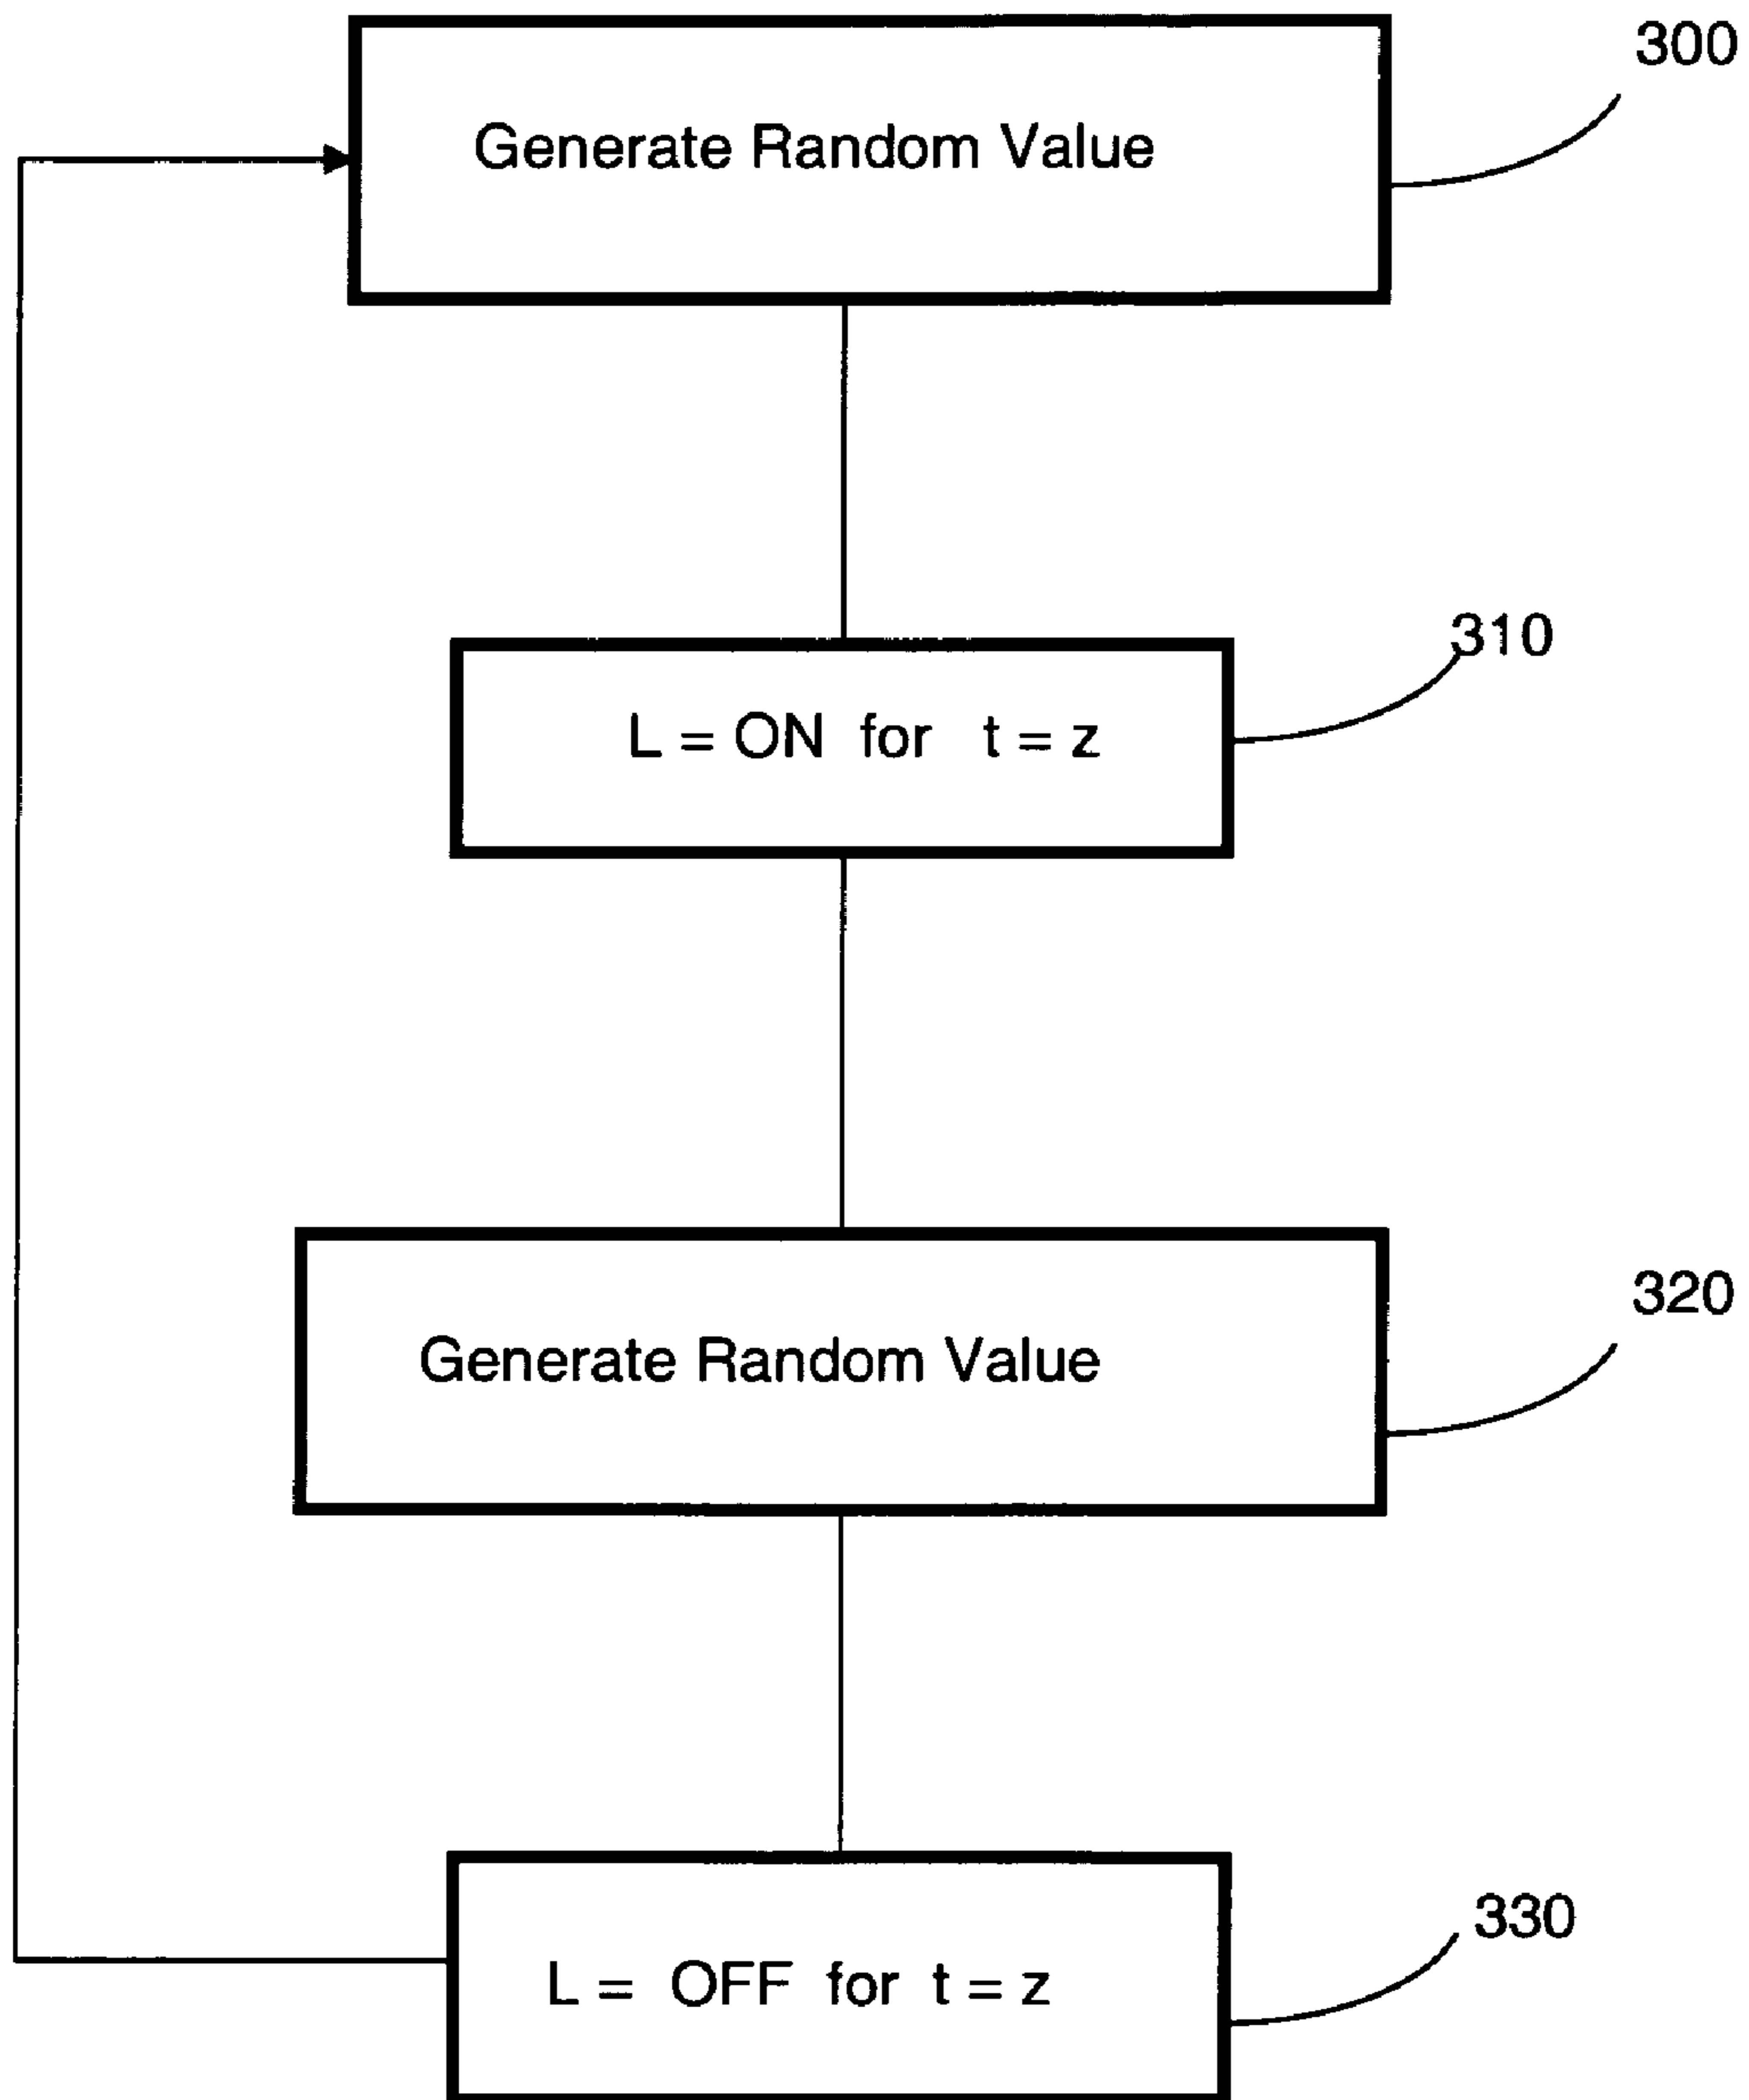 300
Generate Random Value
310
L = ON for t = z
320
Generate Random Value
330
L = OFF for t = z